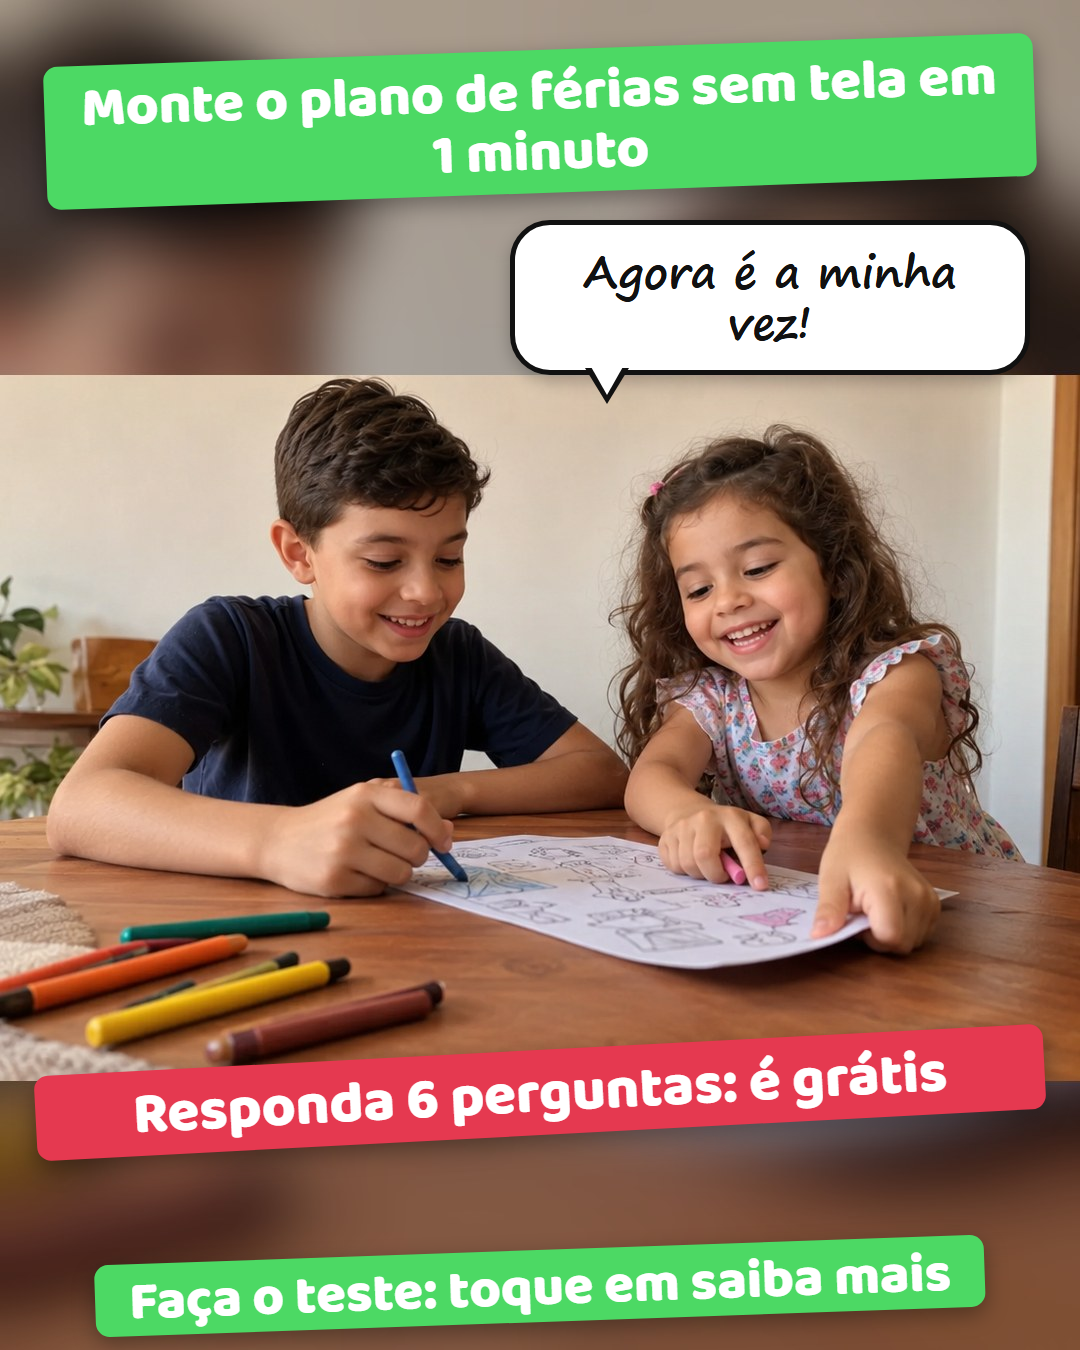 Monte o plano de férias sem tela em
1 minuto
Agora é a minha
vez!
Responda 6 perguntas: é grátis
Faça o teste: toque em saiba mais